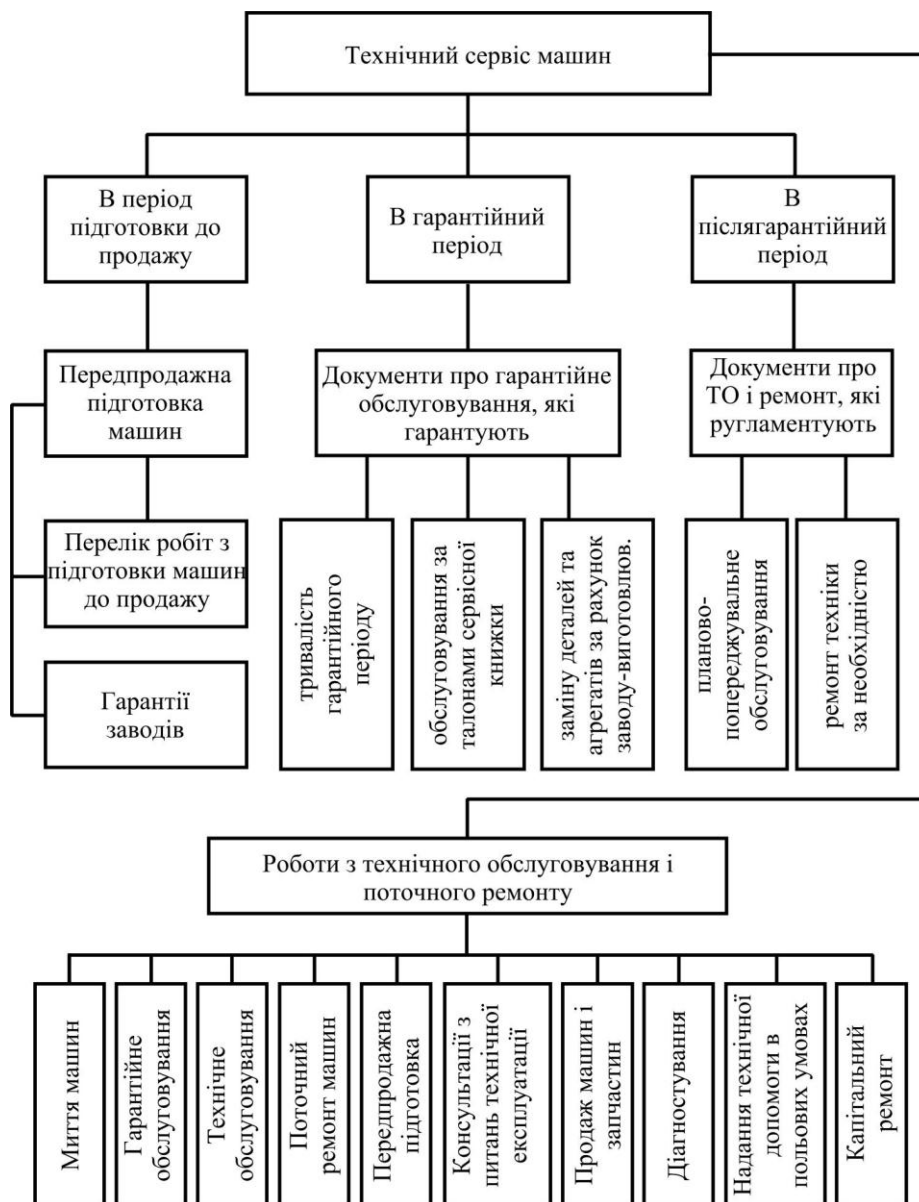 Технічний сервіс машин
В період
підготовки до
продажу
В гарантійний
період
В
післягарантійний
період
Передпродажна
підготовка
машин
Документи про гарантійне
обслуговування, які
гарантують
Документи про
ТО і ремонт, які
ругламентують
Перелік робіт з
підготовки машин
до продажу
Гарантії
заводів
тривалість
гарантійного
періоду
обслуговування за
талонами сервісної
книжки
заміну деталей та
агрегатів за рахунок
заводу-виготовлюв.
планово-
попереджувальне
обслуговування
ремонт техніки
за необхідністю
Роботи з технічного обслуговування і
поточного ремонту
Миття машин
Гарантійне
обслуговування
Технічне
обслуговування
Поточний
ремонт машин
Передпродажна
підготовка
Консультації з
питань технічної
експлуатації
Продаж машин і
запчастин
Діагностування
Надання технічної
допомоги в
польових умовах
Капітальний
ремонт